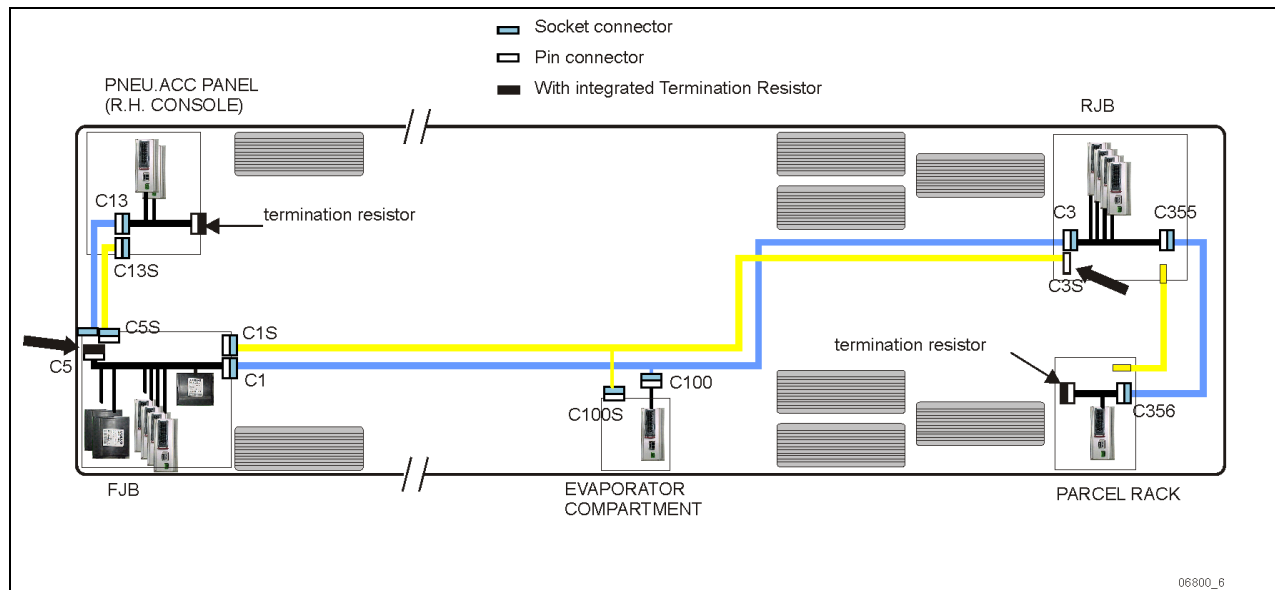 Socket connector
Pin connector
With integrated Termination Resistor
PNEU.ACC PANEL
(R.H. CONSOLE)
RJB
C13
termination resistor
C3
C355
C13S
C3S
C5S
C1S
C5
C1
termination resistor
C100
C100S
C356
FJB
EVAPORATOR
COMPARTMENT
PARCEL RACK
06800_6